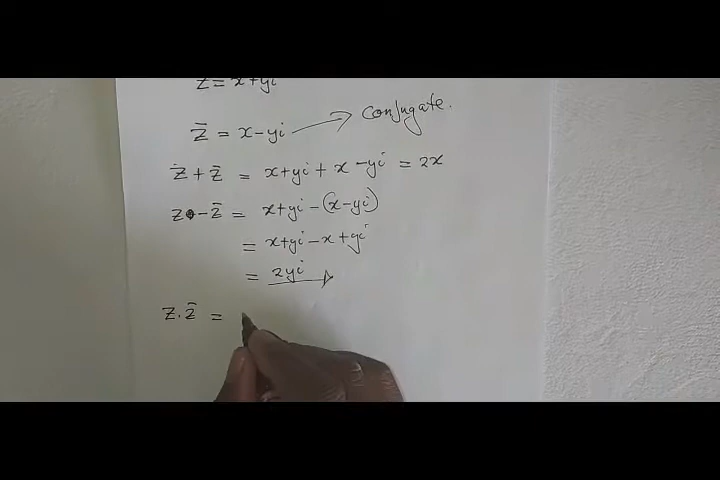 z = x+yi
z̄ = x-yi → Conjugate.
z + z̄ = x+yi + x-yi = 2x
z - z̄ = x+yi - (x-yi)
= x+yi - x+yi
= 2yi
z.z̄ =